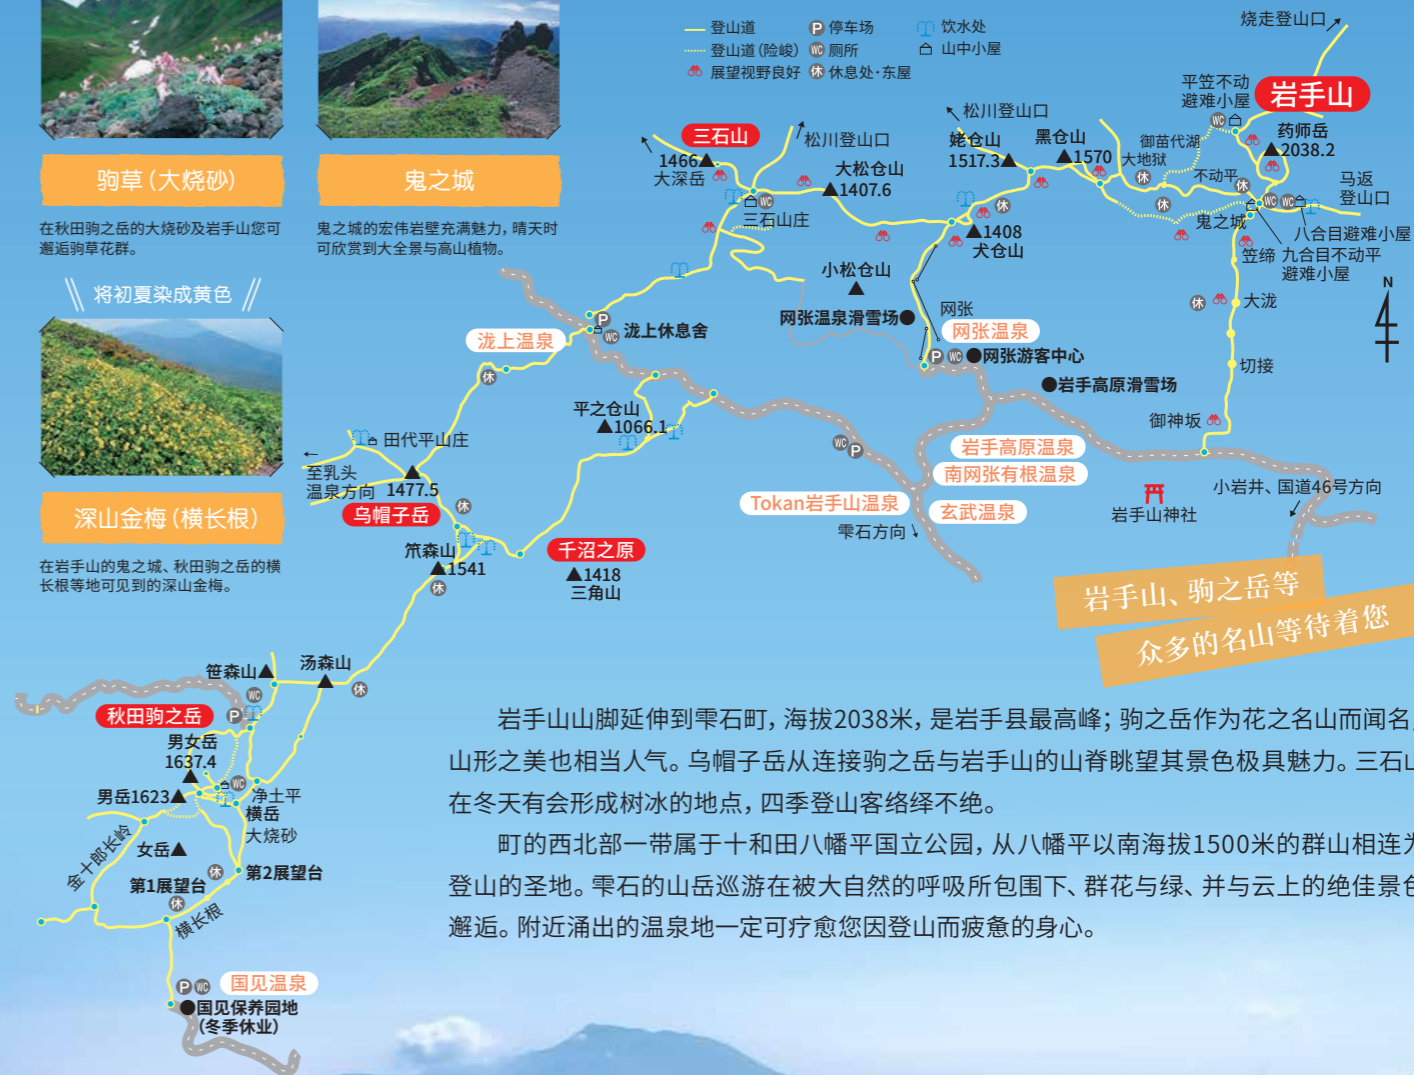 登山道
登山道（险峻）
展望视野良好
P 停车场
WC 厕所
休 休息处·东屋
饮水处
山中小屋
驹草（大烧砂）
在秋田驹之岳的大烧砂及岩手山您可
邂逅驹草花群。
鬼之城
鬼之城的宏伟岩壁充满魅力，晴天时
可欣赏到大全景与高山植物。
将初夏染成黄色
深山金梅（横长根）
在岩手山的鬼之城、秋田驹之岳的横
长根等地可见到的深山金梅。
烧走登山口
岩手山
平笠不动
避难小屋
WC
药师岳
2038.2
马返
登山口
御苗代湖
大地狱
休
不动平
休
休
WC
WC
鬼之城
八合目避难小屋
笠缔
九合目不动平
避难小屋
N
休
大泷
切接
御神坂
松川登山口
姥仓山
1517.3
黑仓山
1570
三石山
1466
大深岳
松川登山口
大松仓山
1407.6
WC
三石山庄
休
1408
犬仓山
小松仓山
网张温泉滑雪场
网张
网张温泉
P WC 网张游客中心
岩手高原滑雪场
泷上温泉
P
WC
泷上休息舍
休
平之仓山
1066.1
WC
P
岩手高原温泉
南网张有根温泉
Tokan岩手山温泉
玄武温泉
雫石方向
岩手山神社
小岩井、国道46号方向
田代平山庄
至乳头
温泉方向
1477.5
乌帽子岳
休
笊森山
1541
休
千沼之原
1418
三角山
岩手山、驹之岳等
众多的名山等待着您
笹森山
汤森山
休
WC
秋田驹之岳
P
男女岳
1637.4
WC
男岳1623
净土平
横岳
大烧砂
女岳
金十郎长岭
休
第2展望台
第1展望台
休
横长根
P WC
国见温泉
国见保养园地
（冬季休业）
岩手山山脚延伸到雫石町，海拔2038米，是岩手县最高峰；驹之岳作为花之名山而闻名，
山形之美也相当人气。乌帽子岳从连接驹之岳与岩手山的山脊眺望其景色极具魅力。三石山
在冬天有会形成树冰的地点，四季登山客络绎不绝。
町的西北部一带属于十和田八幡平国立公园，从八幡平以南海拔1500米的群山相连为
登山的圣地。雫石的山岳巡游在被大自然的呼吸所包围下、群花与绿、并与云上的绝佳景色
邂逅。附近涌出的温泉地一定可疗愈您因登山而疲惫的身心。